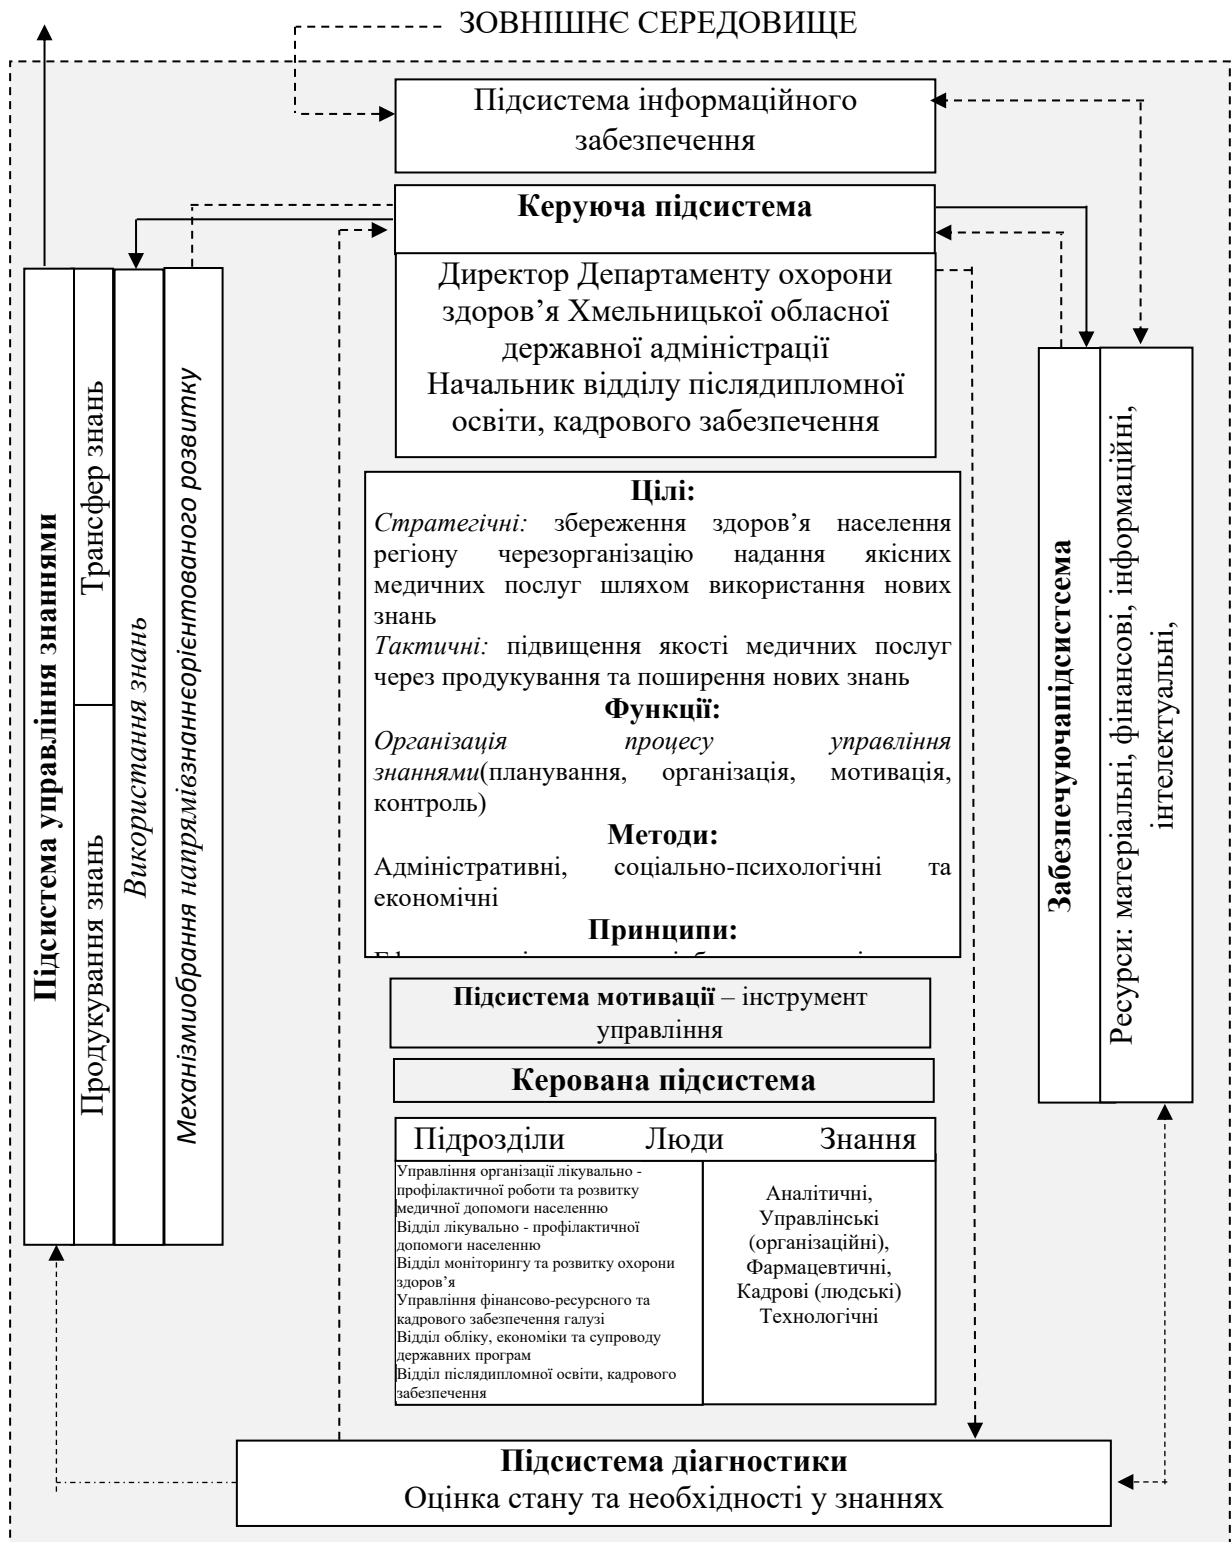 ЗОВНІШНЄ СЕРЕДОВИЩЕ
Підсистема інформаційного
забезпечення
Керуюча підсистема
Директор Департаменту охорони
здоров’я Хмельницької обласної
державної адміністрації
Начальник відділу післядипломної
освіти, кадрового забезпечення
Підсистема управління знаннями
Трансфер знань
Продукування знань
Використання знань
Механізмиобрання напрямівзнаннєорієнтованого розвитку
Цілі:
Стратегічні: збереження здоров’я населення
регіону черезорганізацію надання якісних
медичних послуг шляхом використання нових
знань
Тактичні: підвищення якості медичних послуг
через продукування та поширення нових знань
Функції:
Організація процесу управління
знаннями(планування, організація, мотивація,
контроль)
Методи:
Адміністративні, соціально-психологічні та
економічні
Принципи:
Забезпечуючапідсистсема
Ресурси: матеріальні, фінансові, інформаційні,
інтелектуальні,
Підсистема мотивації – інструмент
управління
Керована підсистема
Підрозділи Люди Знання
Управління організації лікувально -
профілактичної роботи та розвитку
медичної допомоги населенню
Відділ лікувально - профілактичної
допомоги населенню
Відділ моніторингу та розвитку охорони
здоров’я
Управління фінансово-ресурсного та
кадрового забезпечення галузі
Відділ обліку, економіки та супроводу
державних програм
Відділ післядипломної освіти, кадрового
забезпечення
Аналітичні,
Управлінські
(організаційні),
Фармацевтичні,
Кадрові (людські)
Технологічні
Підсистема діагностики
Оцінка стану та необхідності у знаннях